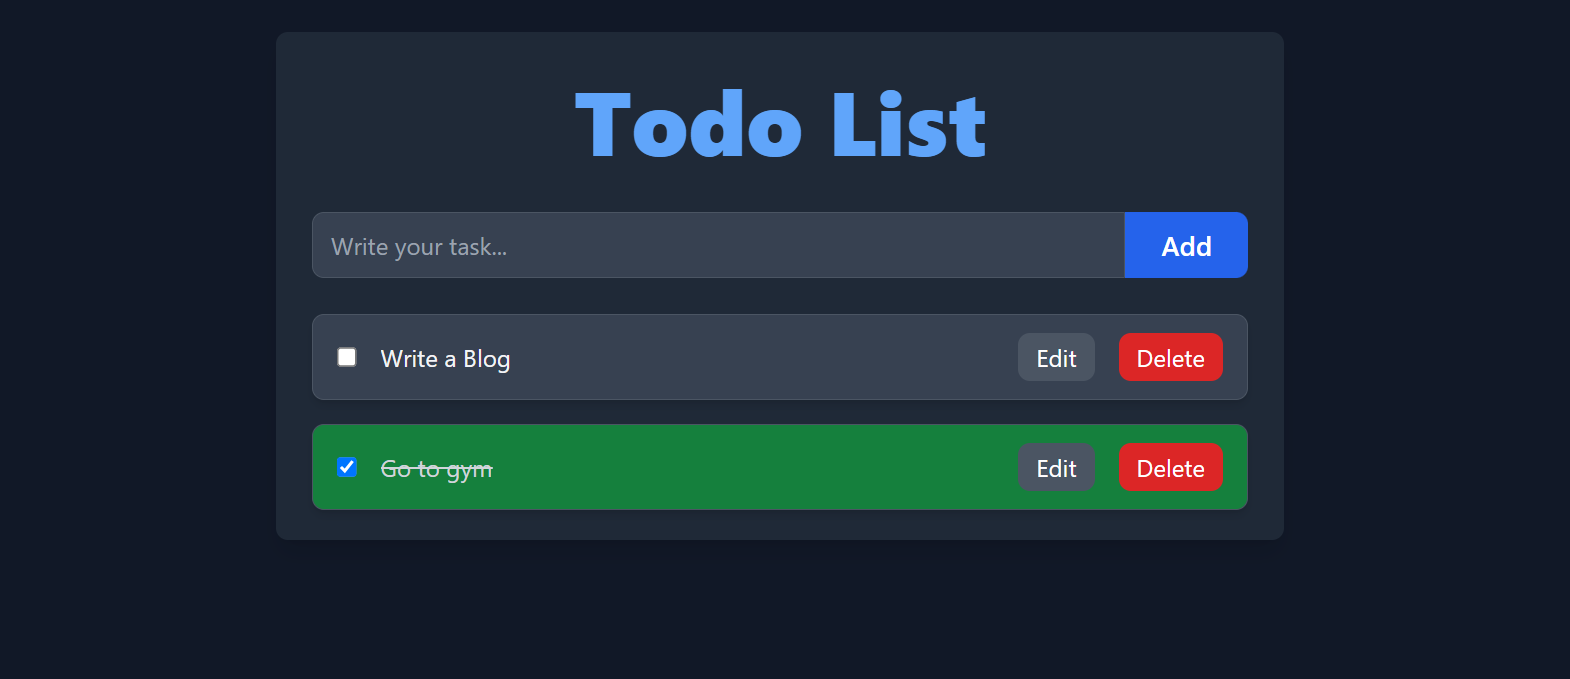 Todo List
Write your task... Add
Write a Blog Edit Delete
Go to gym Edit Delete